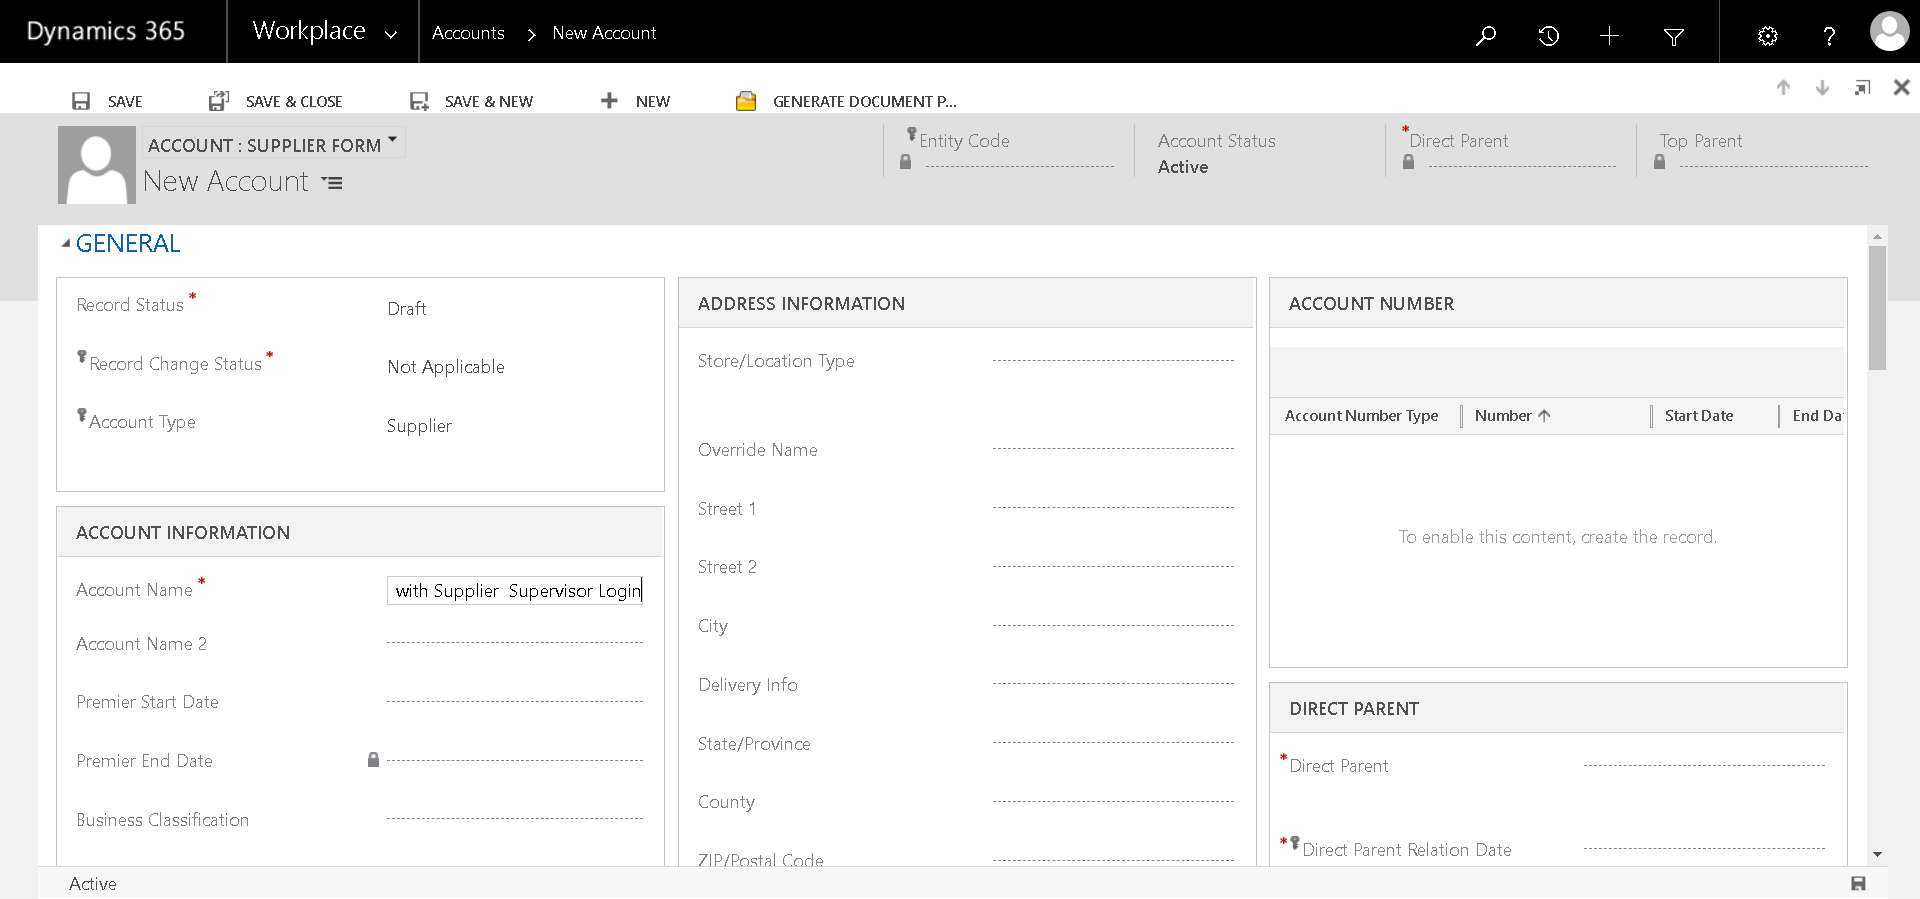 Dynamics 365
Workplace
Accounts > New Account
?
SAVE
SAVE & CLOSE
SAVE & NEW
NEW
GENERATE DOCUMENT P...
ACCOUNT : SUPPLIER FORM
New Account
Entity Code
Account Status
Active
*Direct Parent
Top Parent
GENERAL
Record Status *
Draft
Record Change Status *
Not Applicable
Account Type
Supplier
ACCOUNT INFORMATION
Account Name *
with Supplier  Supervisor Login
Account Name 2
Premier Start Date
Premier End Date
Business Classification
ADDRESS INFORMATION
Store/Location Type
Override Name
Street 1
Street 2
City
Delivery Info
State/Province
County
ZIP/Postal Code
ACCOUNT NUMBER
Account Number Type
Number ↑
Start Date
End Da
To enable this content, create the record.
DIRECT PARENT
*Direct Parent
*Direct Parent Relation Date
Active